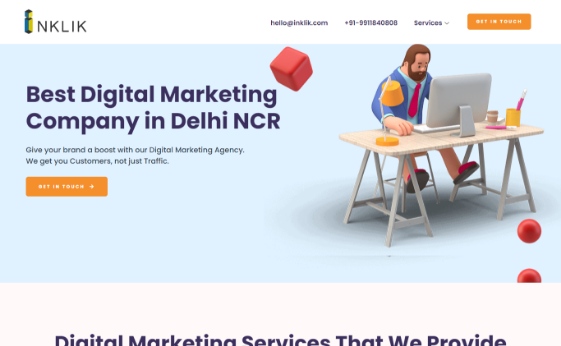 INKLIK
hello@inklik.com
+91-9911840808
Services
GET IN TOUCH
Best Digital Marketing
Company in Delhi NCR
Give your brand a boost with our Digital Marketing Agency.
We get you Customers, not just Traffic.
GET IN TOUCH
Digital Marketing Services That We Provide